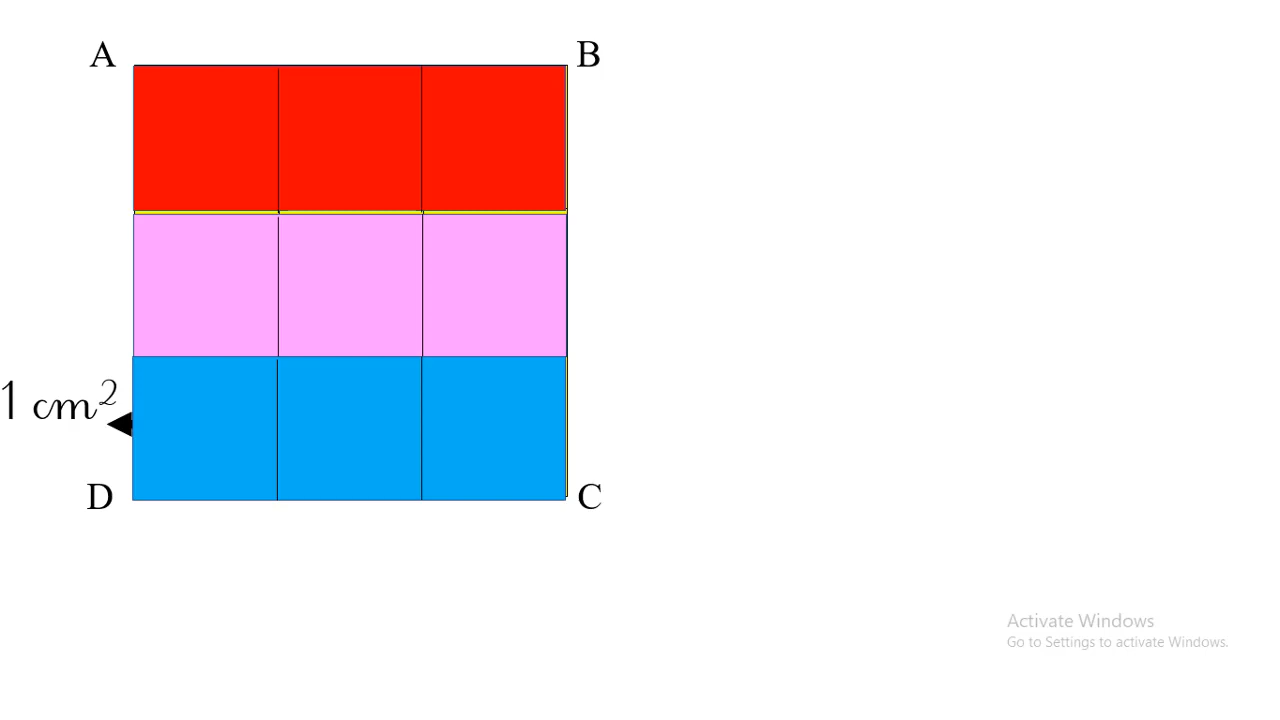 A
B
1 cm²
D
C
Activate Windows
Go to Settings to activate Windows.